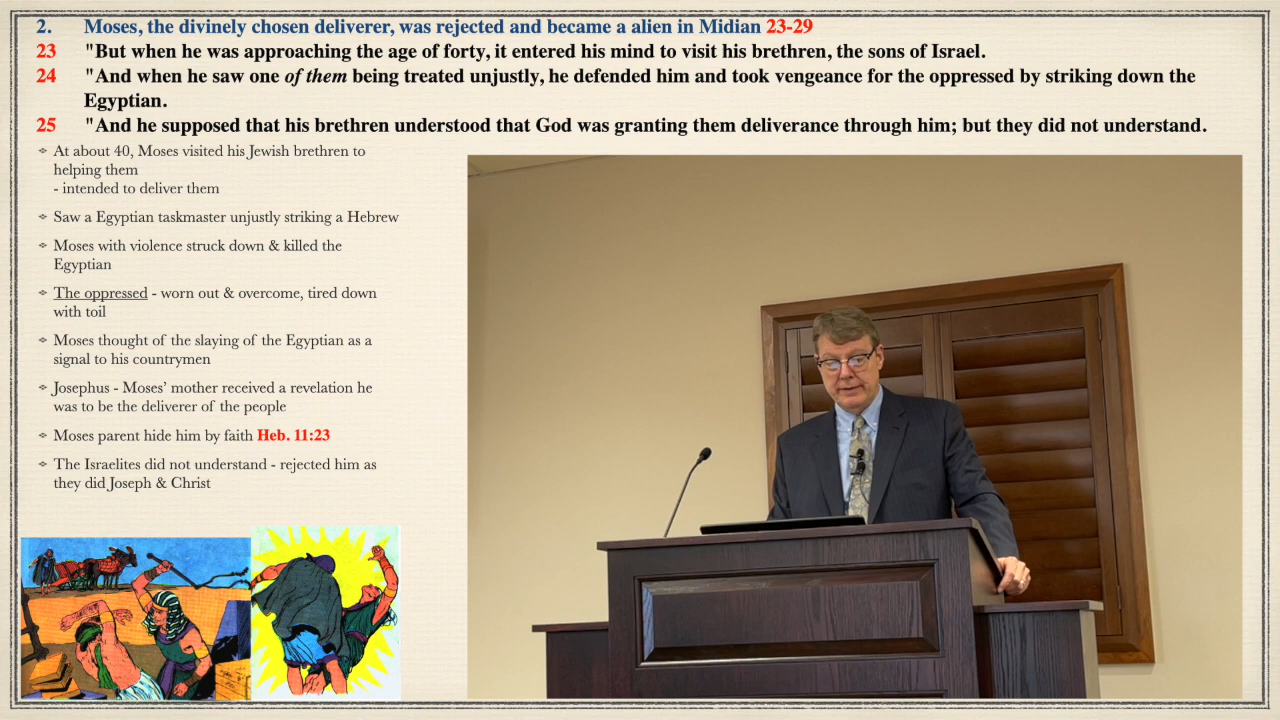 2. Moses, the divinely chosen deliverer, was rejected and became a alien in Midian 23-29
23 "But when he was approaching the age of forty, it entered his mind to visit his brethren, the sons of Israel.
24 "And when he saw one of them being treated unjustly, he defended him and took vengeance for the oppressed by striking down the
Egyptian.
25 "And he supposed that his brethren understood that God was granting them deliverance through him; but they did not understand.
At about 40, Moses visited his Jewish brethren to
helping them
- intended to deliver them
Saw a Egyptian taskmaster unjustly striking a Hebrew
Moses with violence struck down & killed the
Egyptian
The oppressed - worn out & overcome, tired down
with toil
Moses thought of the slaying of the Egyptian as a
signal to his countrymen
Josephus - Moses' mother received a revelation he
was to be the deliverer of the people
Moses parent hide him by faith Heb. 11:23
The Israelites did not understand - rejected him as
they did Joseph & Christ